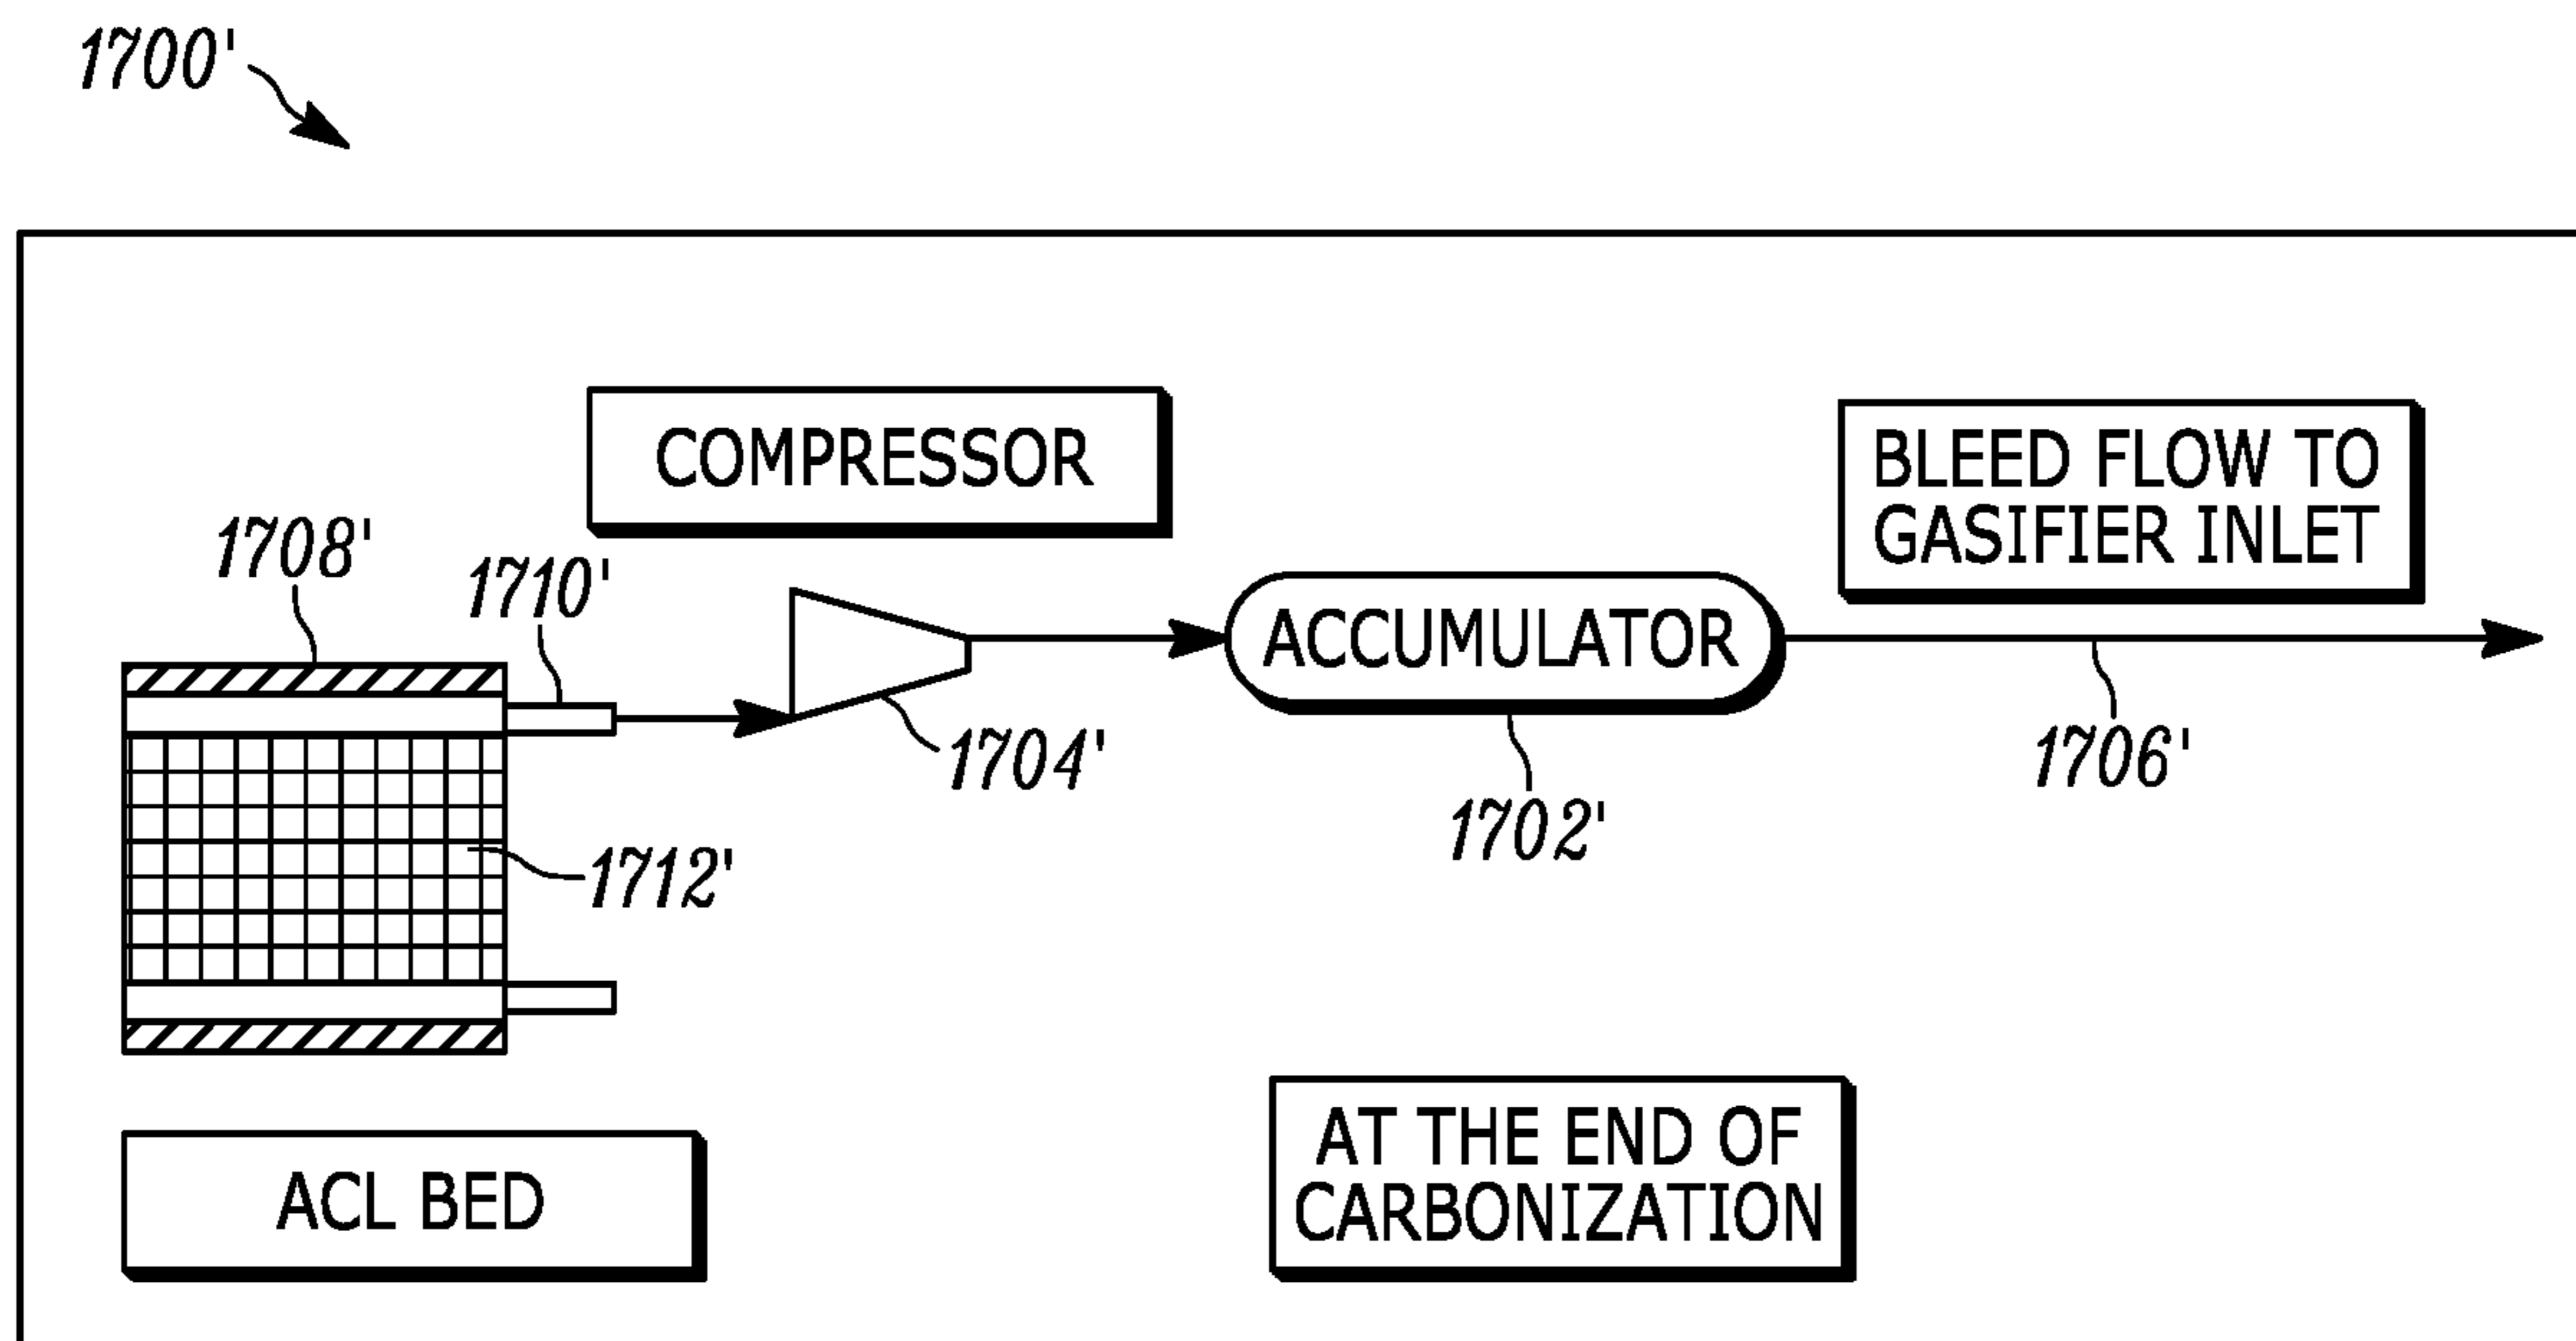 1700'
COMPRESSOR
BLEED FLOW TO
GASIFIER INLET
1708'
1710'
ACCUMULATOR
1704'
1706'
1702'
1712'
AT THE END OF
CARBONIZATION
ACL BED